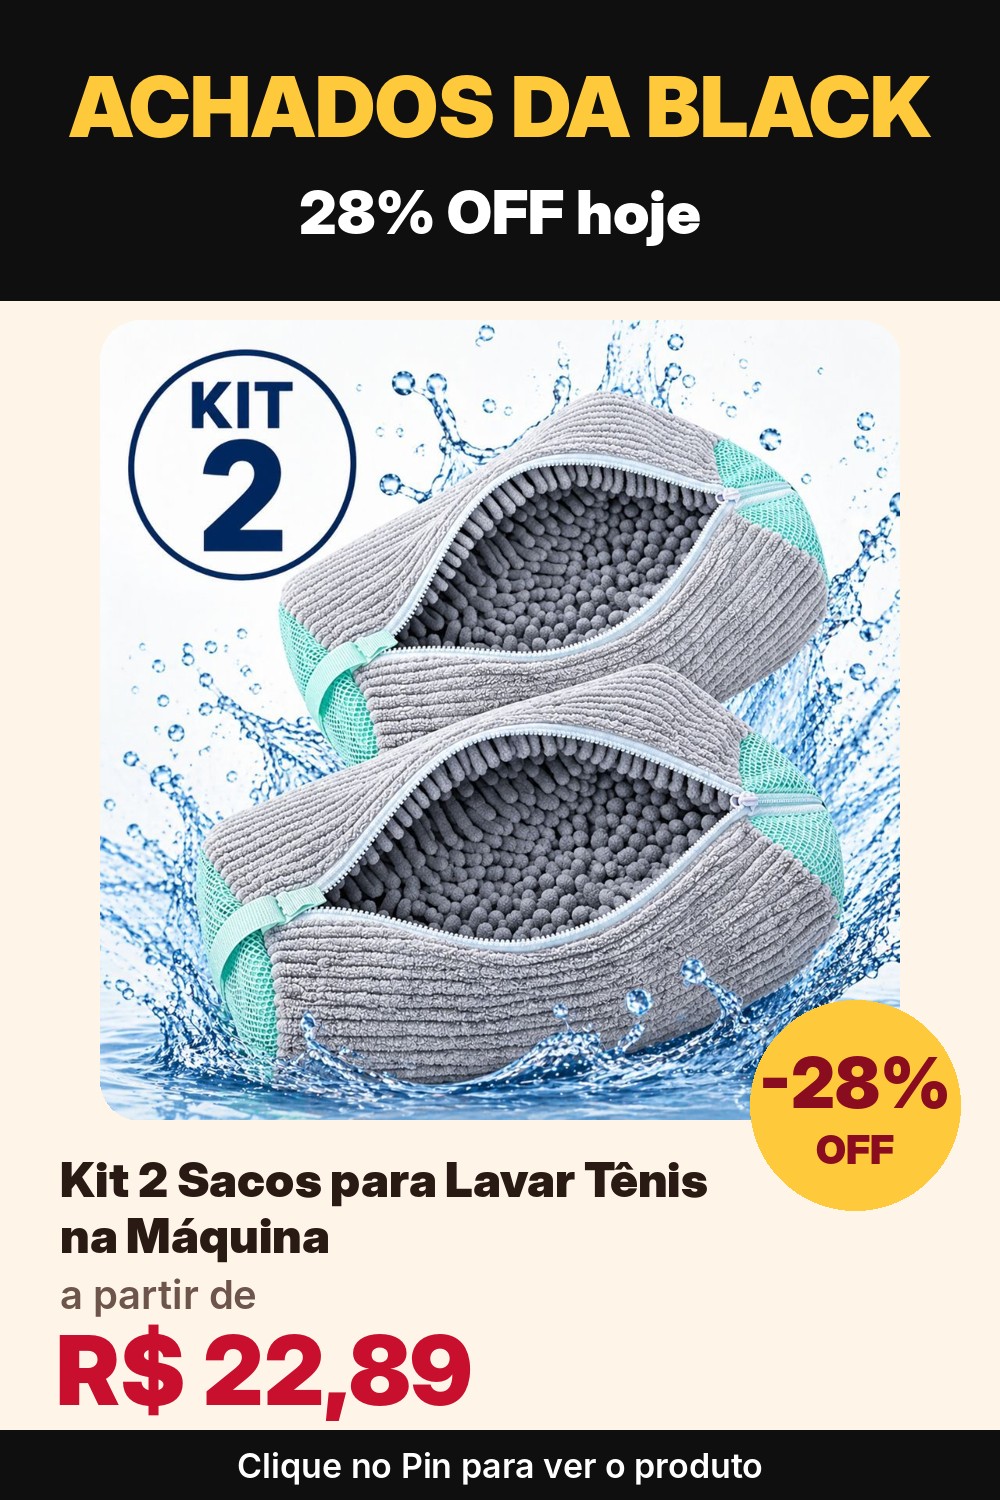 ACHADOS DA BLACK
28% OFF hoje
KIT
2
-28%
OFF
Kit 2 Sacos para Lavar Tênis
na Máquina
a partir de
R$ 22,89
Clique no Pin para ver o produto